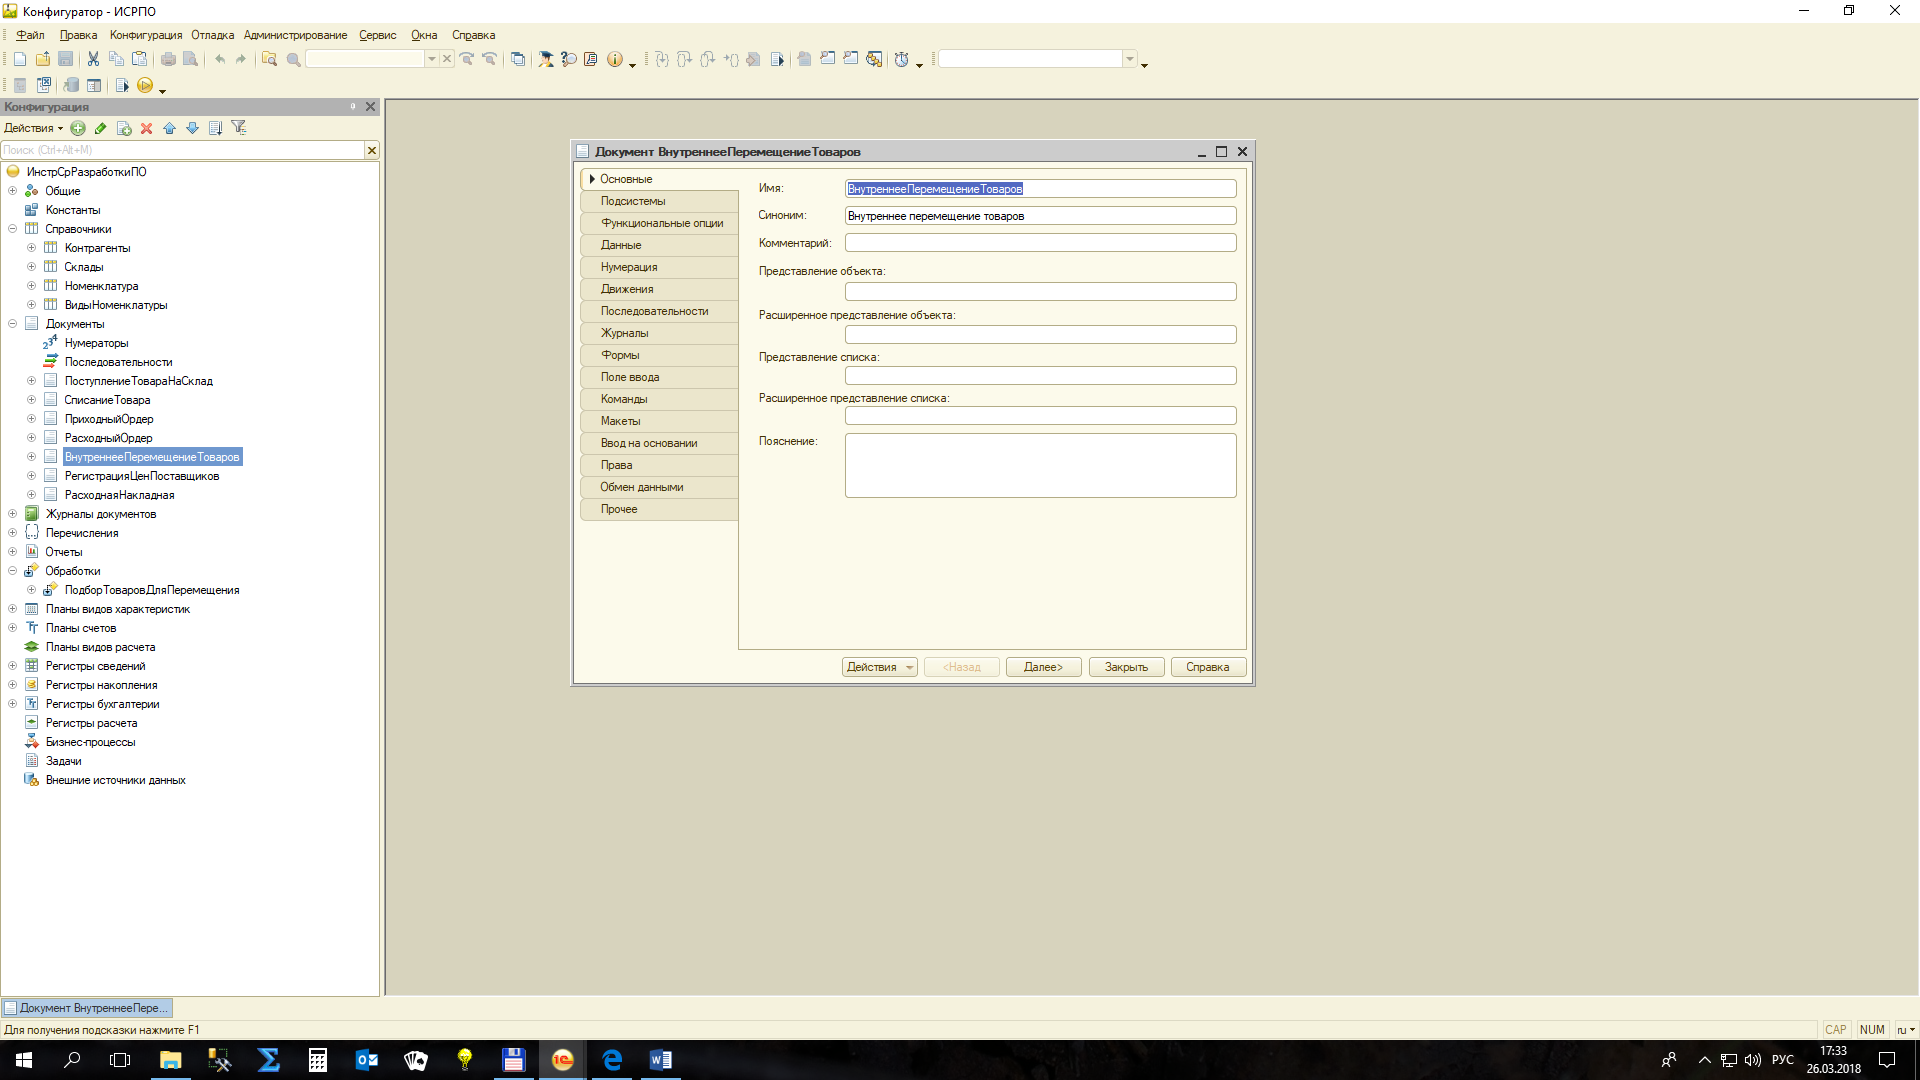 Конфигуратор - ИСРПО
Файл Правка Конфигурация Отладка Администрирование Сервис Окна Справка
Конфигурация
Действия
Поиск (Ctrl+Alt+M)
ИнстрСрРазработкиПО
Общие
Константы
Справочники
Контрагенты
Склады
Номенклатура
ВидыНоменклатуры
Документы
Нумераторы
Последовательности
ПоступлениеТовараНаСклад
СписаниеТовара
ПриходныйОрдер
РасходныйОрдер
ВнутреннееПеремещениеТоваров
РегистрацияЦенПоставщиков
РасходнаяНакладная
Журналы документов
Перечисления
Отчеты
Обработки
ПодборТоваровДляПеремещения
Планы видов характеристик
Планы счетов
Планы видов расчета
Регистры сведений
Регистры накопления
Регистры бухгалтерии
Регистры расчета
Бизнес-процессы
Задачи
Внешние источники данных
Документ ВнутреннееПеремещениеТоваров
Основные
Подсистемы
Функциональные опции
Данные
Нумерация
Движения
Последовательности
Журналы
Формы
Поле ввода
Команды
Макеты
Ввод на основании
Права
Обмен данными
Прочее
Имя: ВнутреннееПеремещениеТоваров
Синоним: Внутреннее перемещение товаров
Комментарий:
Представление объекта:
Расширенное представление объекта:
Представление списка:
Расширенное представление списка:
Пояснение:
Действия <Назад Далее> Закрыть Справка
Документ ВнутреннееПере...
Для получения подсказки нажмите F1
CAP NUM ru
РУС 17:33
26.03.2018